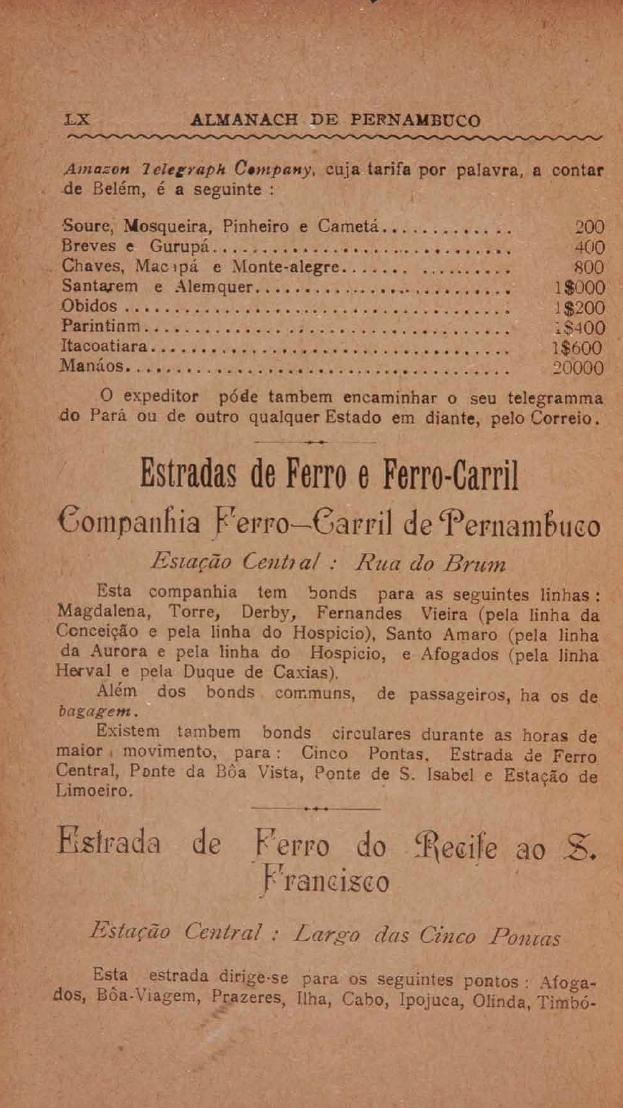 LX ALMANACH DE PERNAMBUCO
Amazon Telegraph Company, cuja tarifa por palavra, a contar
de Belém, é a seguinte :
Soure, Mosqueira, Pinheiro e Cametá............. 200
Breves e Gurupá................................ 400
Chaves, Macapá e Monte-alegre................. 800
Santarem e Alemquer........................... 1$000
Obidos ........................................ 1$200
Parintinm...................................... 1$400
Itacoatiara.................................... 1$600
Manáos........................................ 20000
O expeditor póde tambem encaminhar o seu telegramma
do Pará ou de outro qualquer Estado em diante, pelo Correio.
Estradas de Ferro e Ferro-Carril
Companhia Ferro—Carril de Pernambuco
Estação Central : Rua do Brum
Esta companhia tem bonds para as seguintes linhas :
Magdalena, Torre, Derby, Fernandes Vieira (pela linha da
Conceição e pela linha do Hospicio), Santo Amaro (pela linha
da Aurora e pela linha do Hospicio, e Afogados (pela linha
Herval e pela Duque de Caxias).
Além dos bonds communs, de passageiros, ha os de
bagagem.
Existem tambem bonds circulares durante as horas de
maior movimento, para : Cinco Pontas, Estrada de Ferro
Central, Ponte da Bôa Vista, Ponte de S. Isabel e Estação de
Limoeiro.
Estrada de Ferro do Recife ao S.
Francisco
Estação Central : Largo das Cinco Pontas
Esta estrada dirige-se para os seguintes pontos : Afoga-
dos, Bôa-Viagem, Prazeres, Ilha, Cabo, Ipojuca, Olinda, Timbó-